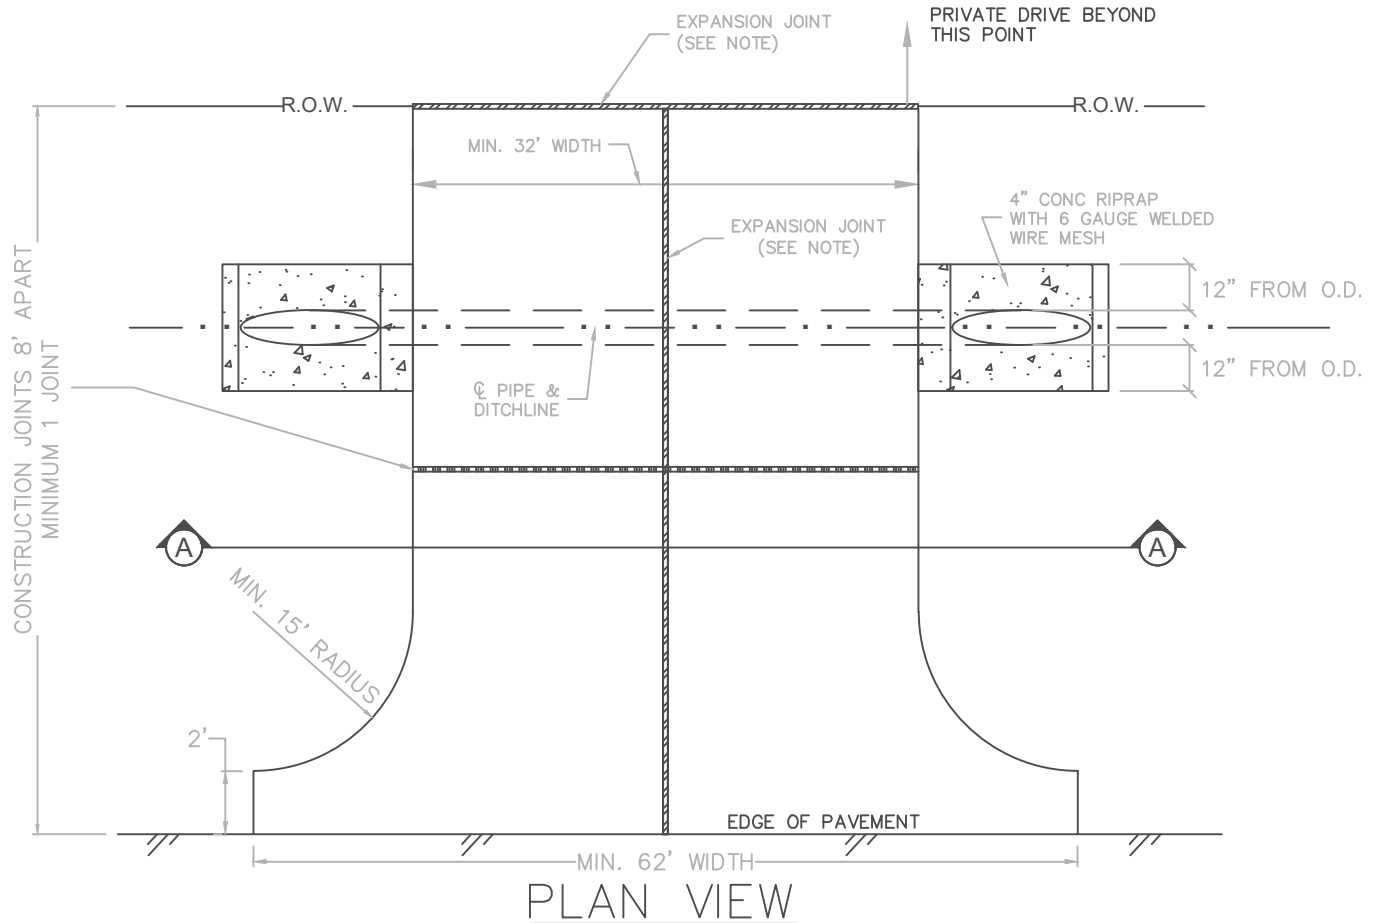 EXPANSION JOINT
(SEE NOTE)
PRIVATE DRIVE BEYOND
THIS POINT
R.O.W.
R.O.W.
MIN. 32' WIDTH
4" CONC RIPRAP
WITH 6 GAUGE WELDED
WIRE MESH
EXPANSION JOINT
(SEE NOTE)
12" FROM O.D.
12" FROM O.D.
CONSTRUCTION JOINTS 8' APART
MINIMUM 1 JOINT
℄ PIPE &
DITCHLINE
A
A
MIN. 15' RADIUS
2'
EDGE OF PAVEMENT
MIN. 62' WIDTH
PLAN VIEW